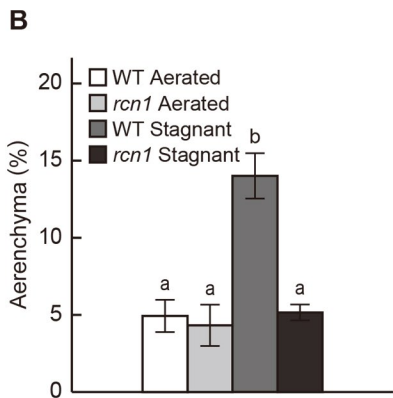 B
Aerenchyma (%)
20
15
10
5
0
WT Aerated
rcn1 Aerated
WT Stagnant
rcn1 Stagnant
a
a
b
a